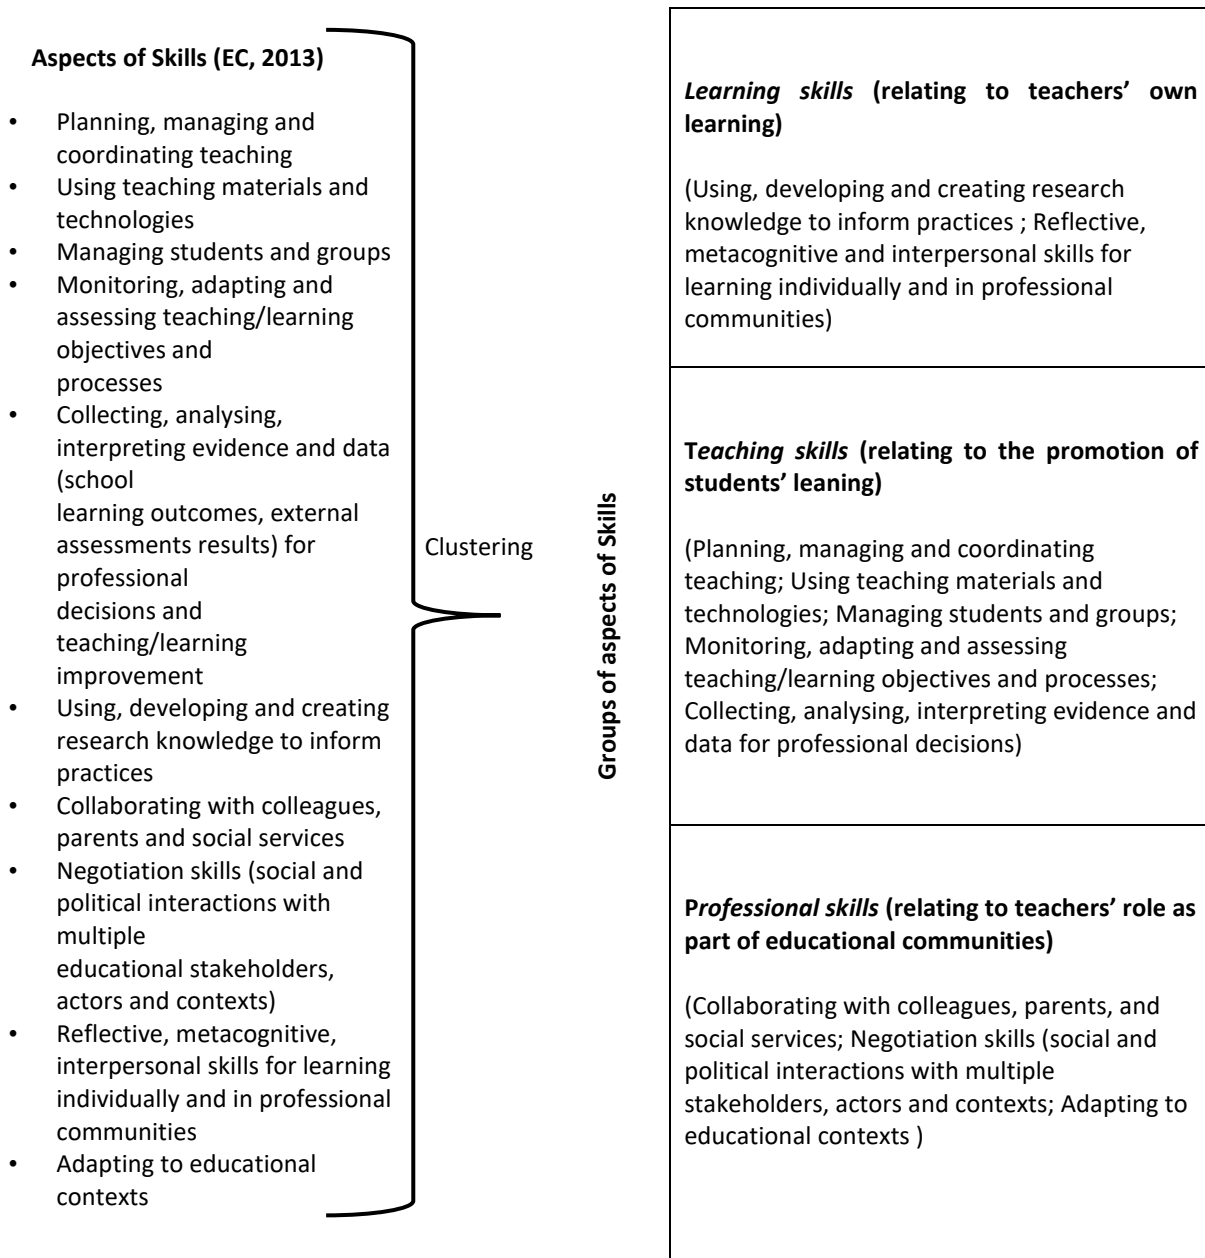 Aspects of Skills (EC, 2013)
• Planning, managing and
coordinating teaching
• Using teaching materials and
technologies
• Managing students and groups
• Monitoring, adapting and
assessing teaching/learning
objectives and
processes
• Collecting, analysing,
interpreting evidence and data
(school
learning outcomes, external
assessments results) for
professional
decisions and
teaching/learning
improvement
• Using, developing and creating
research knowledge to inform
practices
• Collaborating with colleagues,
parents and social services
• Negotiation skills (social and
political interactions with
multiple
educational stakeholders,
actors and contexts)
• Reflective, metacognitive,
interpersonal skills for learning
individually and in professional
communities
• Adapting to educational
contexts
Clustering
Groups of aspects of Skills
Learning skills (relating to teachers’ own
learning)
(Using, developing and creating research
knowledge to inform practices ; Reflective,
metacognitive and interpersonal skills for
learning individually and in professional
communities)
Teaching skills (relating to the promotion of
students’ leaning)
(Planning, managing and coordinating
teaching; Using teaching materials and
technologies; Managing students and groups;
Monitoring, adapting and assessing
teaching/learning objectives and processes;
Collecting, analysing, interpreting evidence and
data for professional decisions)
Professional skills (relating to teachers’ role as
part of educational communities)
(Collaborating with colleagues, parents, and
social services; Negotiation skills (social and
political interactions with multiple
stakeholders, actors and contexts; Adapting to
educational contexts )